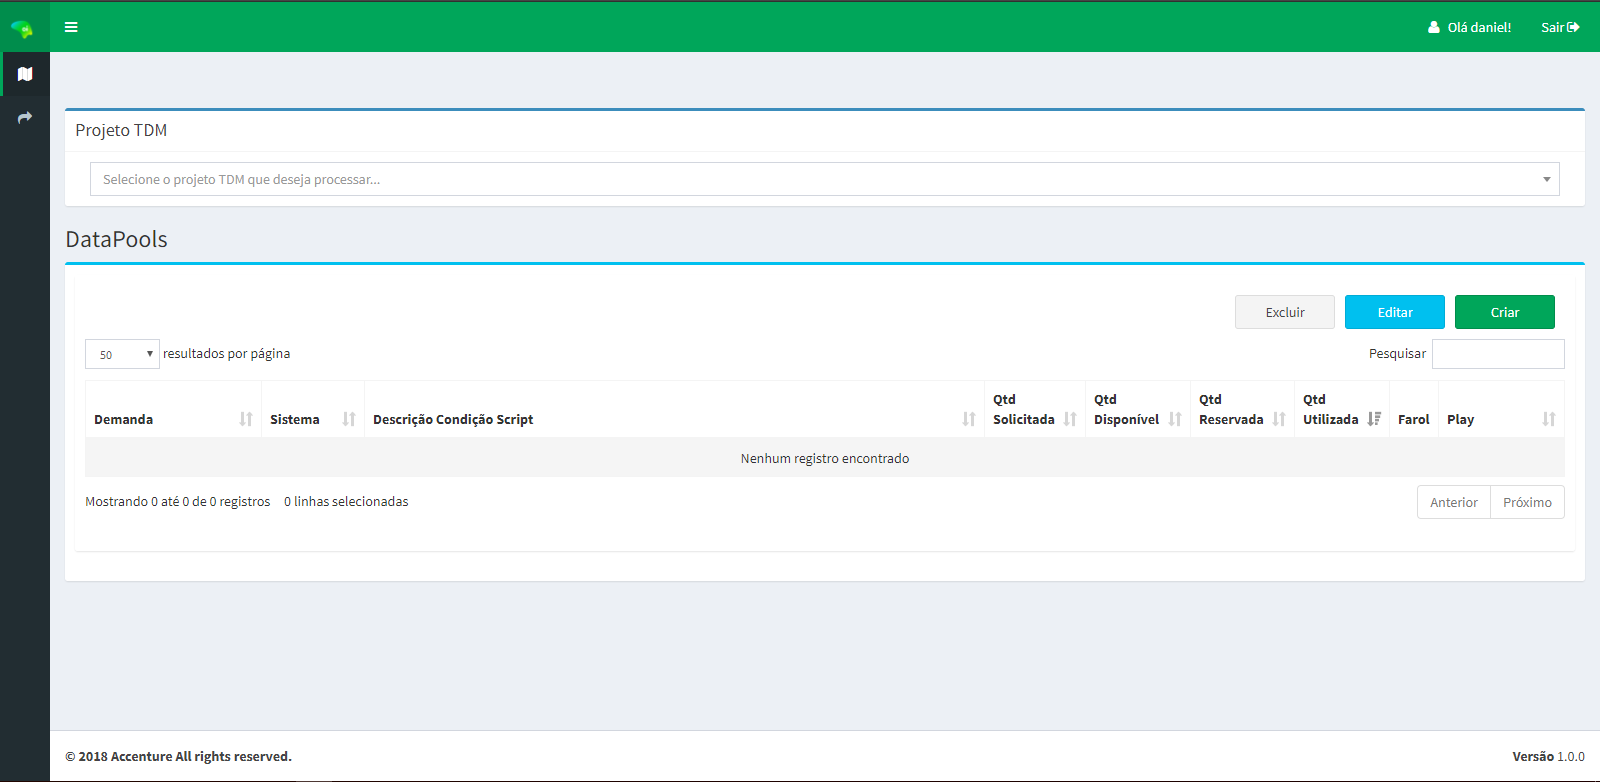 Olá daniel! Sair
Projeto TDM
Selecione o projeto TDM que deseja processar...
DataPools
Excluir Editar Criar
50 resultados por página Pesquisar
Demanda Sistema Descrição Condição Script Qtd Solicitada Qtd Disponível Qtd Reservada Qtd Utilizada Farol Play
Nenhum registro encontrado
Mostrando 0 até 0 de 0 registros 0 linhas selecionadas Anterior Próximo
© 2018 Accenture All rights reserved. Versão 1.0.0